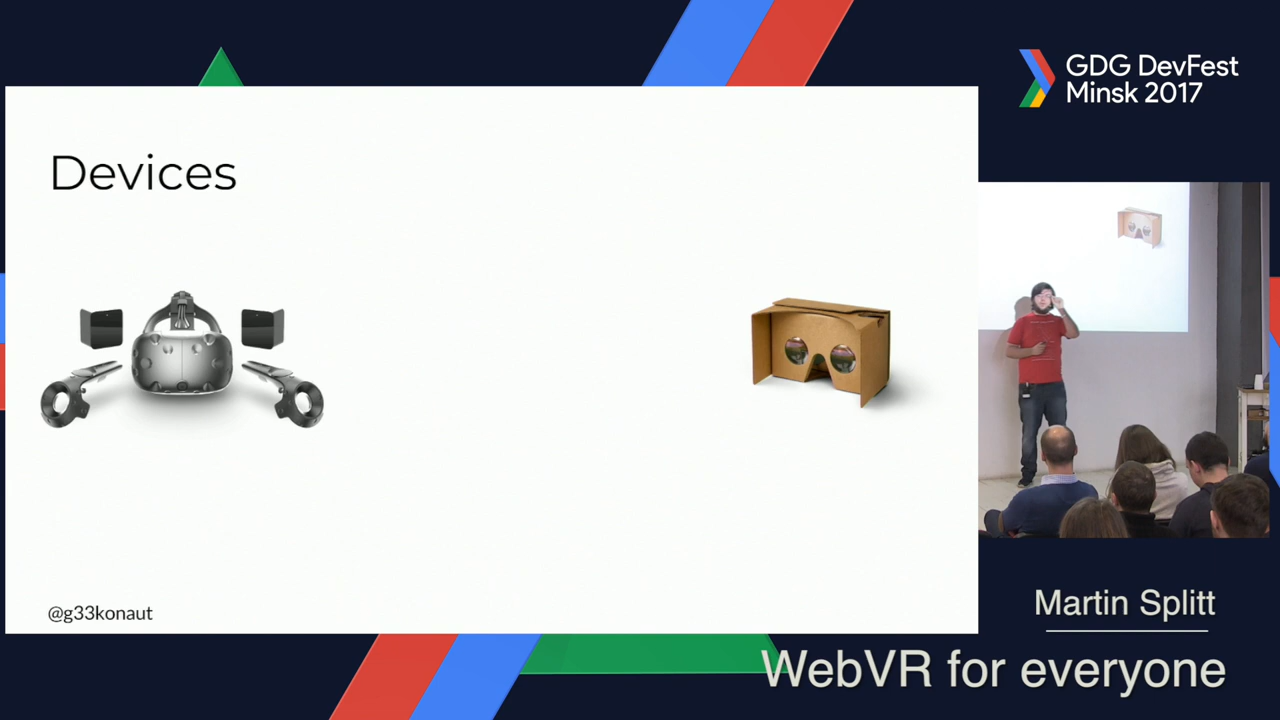 GDG DevFest
Minsk 2017
Devices
@g33konaut
Martin Splitt
WebVR for everyone